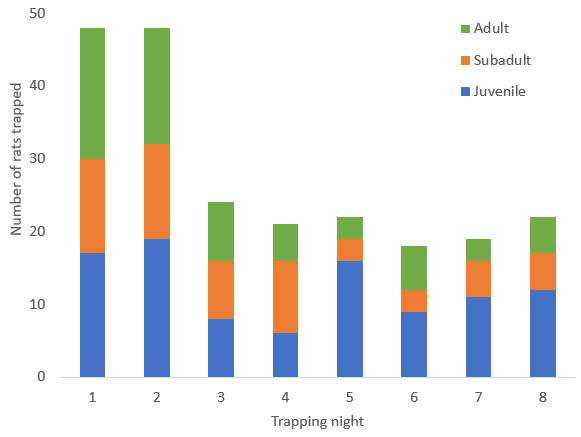 50
40
30
20
10
0
Number of rats trapped
Adult
Subadult
Juvenile
1 2 3 4 5 6 7 8
Trapping night